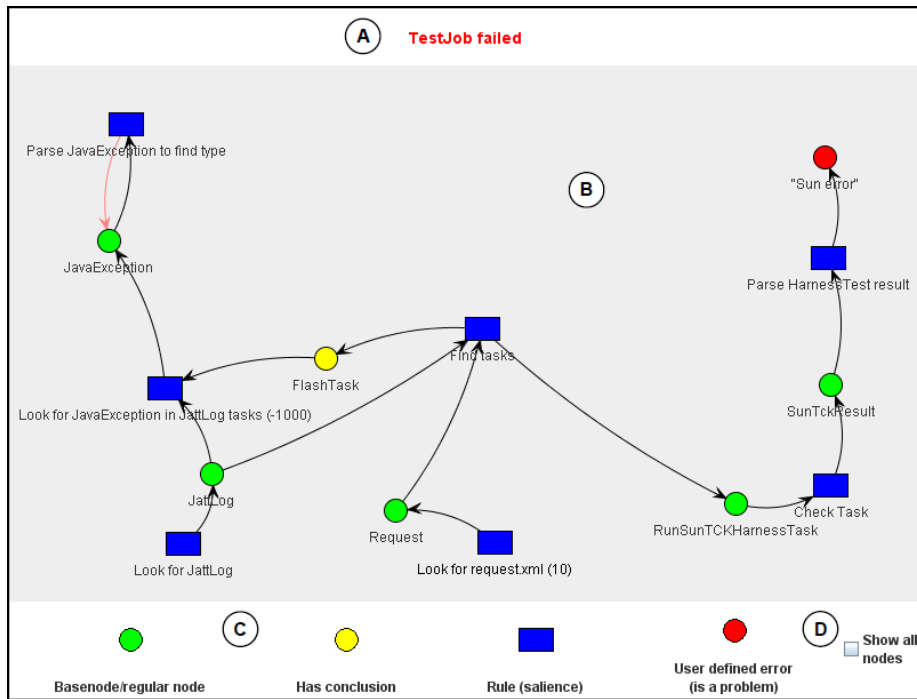 A TestJob failed
Parse JavaException to find type
B
"Sun error"
JavaException
Parse HarnessTest result
Find tasks
FlashTask
Look for JavaException in JattLog tasks (-1000)
SunTckResult
JattLog
Check Task
Request
RunSunTCKHarnessTask
Look for JattLog
Look for request.xml (10)
C
D
Show all
nodes
Basenode/regular node
Has conclusion
Rule (salience)
User defined error
(is a problem)